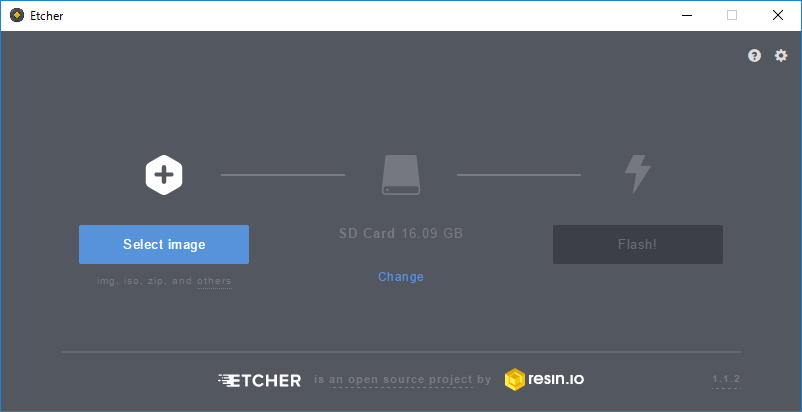 Etcher
Select image
img, iso, zip, and others
SD Card 16.09 GB
Change
Flash!
ETCHER is an open source project by resin.io
1.1.2